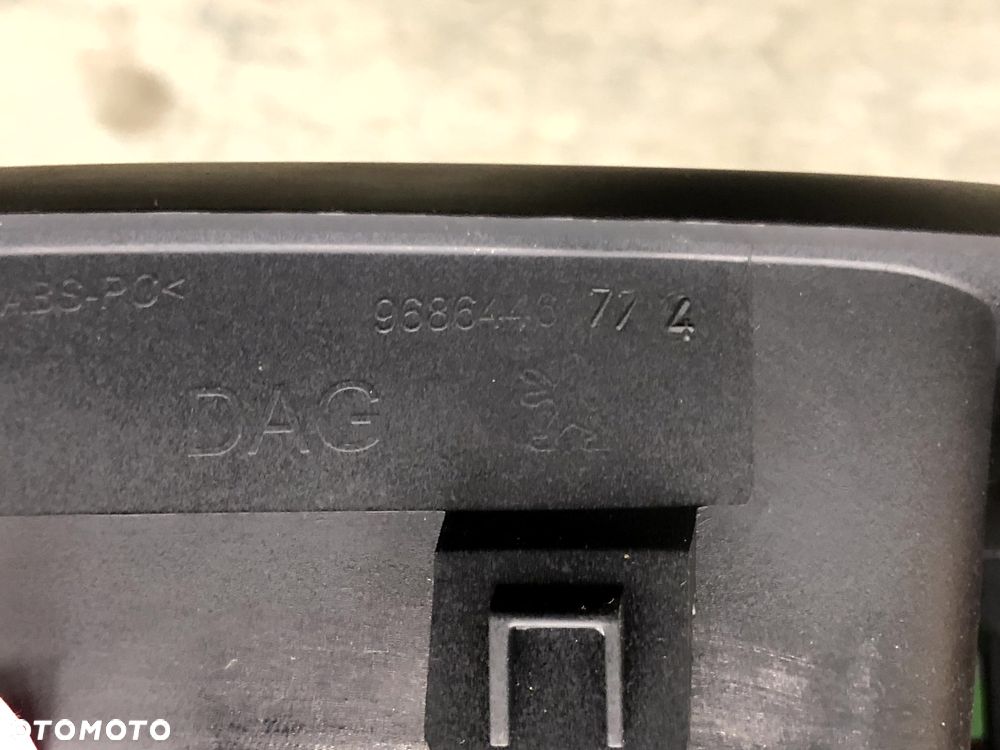 ABS-PC<
9686446 77 4
DAG
OTOMOTO